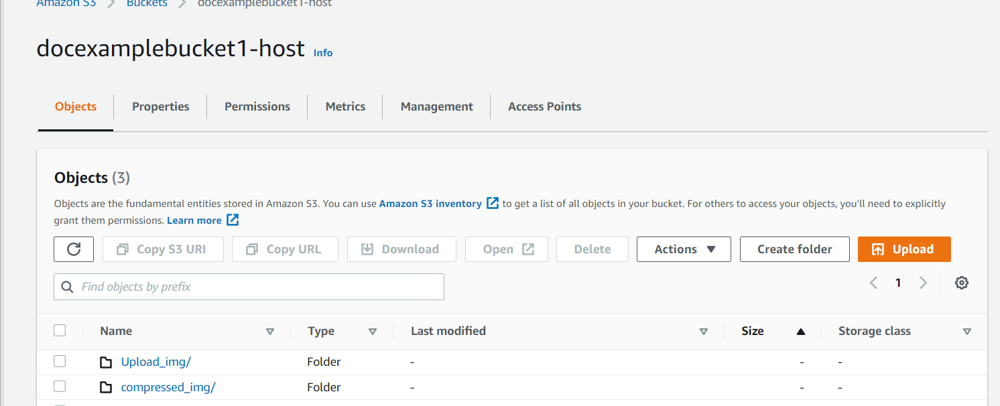 Amazon S3 > Buckets > docexamplebucket1-host
docexamplebucket1-host Info
Objects Properties Permissions Metrics Management Access Points
Objects (3)
Objects are the fundamental entities stored in Amazon S3. You can use Amazon S3 inventory to get a list of all objects in your bucket. For others to access your objects, you’ll need to explicitly
grant them permissions. Learn more
Copy S3 URI Copy URL Download Open Delete Actions Create folder Upload
Find objects by prefix 1
Name Type Last modified Size Storage class
Upload_img/ Folder - - -
compressed_img/ Folder - - -